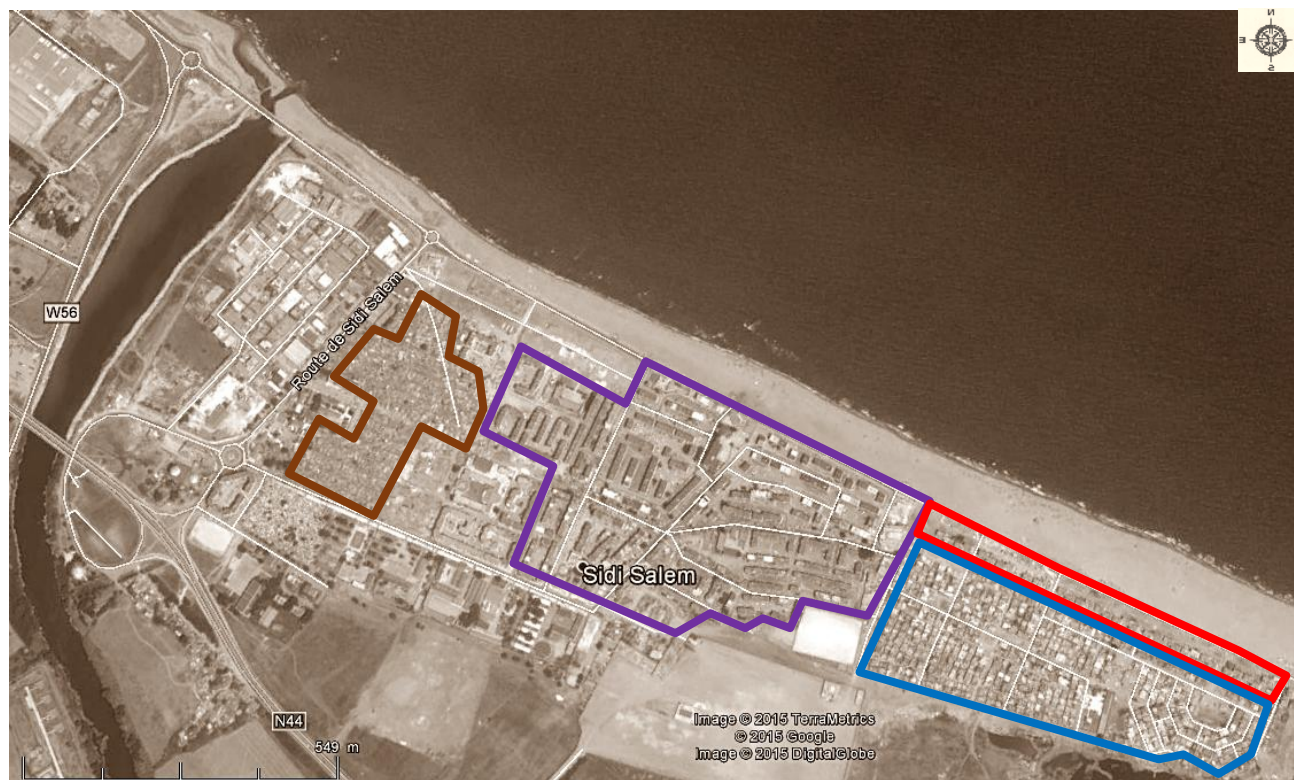 N
E
S
W56
Route de Sidi Salem
Sidi Salem
N44
549 m
Image © 2015 TerraMetrics
© 2015 Google
Image © 2015 DigitalGlobe